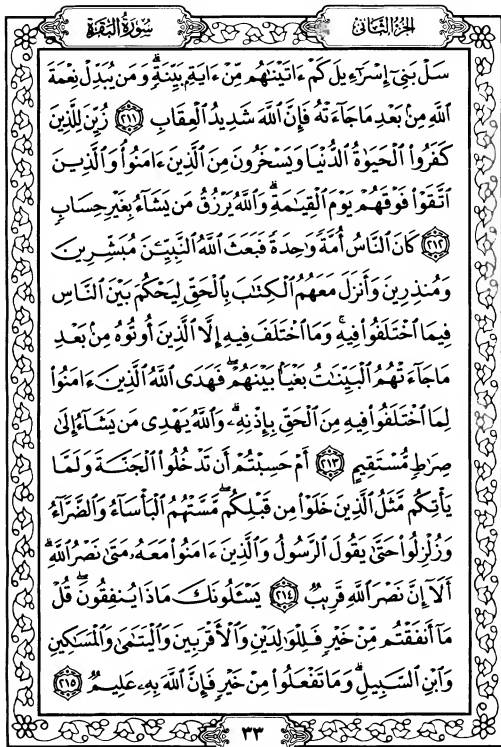 الجزء الثاني
سورة البقرة
سَلْ بَنِىٓ إِسْرَٰٓءِيلَ كَمْ ءَاتَيْنَٰهُم مِّنْ ءَايَةٍۭ بَيِّنَةٍۗ وَمَن يُبَدِّلْ نِعْمَةَ
ٱللَّهِ مِنۢ بَعْدِ مَا جَآءَتْهُ فَإِنَّ ٱللَّهَ شَدِيدُ ٱلْعِقَابِ ٢١١ زُيِّنَ لِلَّذِينَ
كَفَرُوا۟ ٱلْحَيَوٰةُ ٱلدُّنْيَا وَيَسْخَرُونَ مِنَ ٱلَّذِينَ ءَامَنُوا۟ۘ وَٱلَّذِينَ
ٱتَّقَوْا۟ فَوْقَهُمْ يَوْمَ ٱلْقِيَٰمَةِۗ وَٱللَّهُ يَرْزُقُ مَن يَشَآءُ بِغَيْرِ حِسَابٍ
٢١٢ كَانَ ٱلنَّاسُ أُمَّةً وَٰحِدَةً فَبَعَثَ ٱللَّهُ ٱلنَّبِيِّـۧنَ مُبَشِّرِينَ
وَمُنذِرِينَ وَأَنزَلَ مَعَهُمُ ٱلْكِتَٰبَ بِٱلْحَقِّ لِيَحْكُمَ بَيْنَ ٱلنَّاسِ
فِيمَا ٱخْتَلَفُوا۟ فِيهِۚ وَمَا ٱخْتَلَفَ فِيهِ إِلَّا ٱلَّذِينَ أُوتُوهُ مِنۢ بَعْدِ
مَا جَآءَتْهُمُ ٱلْبَيِّنَٰتُ بَغْيًۢا بَيْنَهُمْۖ فَهَدَى ٱللَّهُ ٱلَّذِينَ ءَامَنُوا۟
لِمَا ٱخْتَلَفُوا۟ فِيهِ مِنَ ٱلْحَقِّ بِإِذْنِهِۦۗ وَٱللَّهُ يَهْدِى مَن يَشَآءُ إِلَىٰ
صِرَٰطٍ مُّسْتَقِيمٍ ٢١٣ أَمْ حَسِبْتُمْ أَن تَدْخُلُوا۟ ٱلْجَنَّةَ وَلَمَّا
يَأْتِكُم مَّثَلُ ٱلَّذِينَ خَلَوْا۟ مِن قَبْلِكُمۖ مَّسَّتْهُمُ ٱلْبَأْسَآءُ وَٱلضَّرَّآءُ
وَزُلْزِلُوا۟ حَتَّىٰ يَقُولَ ٱلرَّسُولُ وَٱلَّذِينَ ءَامَنُوا۟ مَعَهُۥ مَتَىٰ نَصْرُ ٱللَّهِۗ
أَلَآ إِنَّ نَصْرَ ٱللَّهِ قَرِيبٌ ٢١٤ يَسْـَٔلُونَكَ مَاذَا يُنفِقُونَۖ قُلْ
مَآ أَنفَقْتُم مِّنْ خَيْرٍ فَلِلْوَٰلِدَيْنِ وَٱلْأَقْرَبِينَ وَٱلْيَتَٰمَىٰ وَٱلْمَسَٰكِينِ
وَٱبْنِ ٱلسَّبِيلِۗ وَمَا تَفْعَلُوا۟ مِنْ خَيْرٍ فَإِنَّ ٱللَّهَ بِهِۦ عَلِيمٌ ٢١٥
٣٣